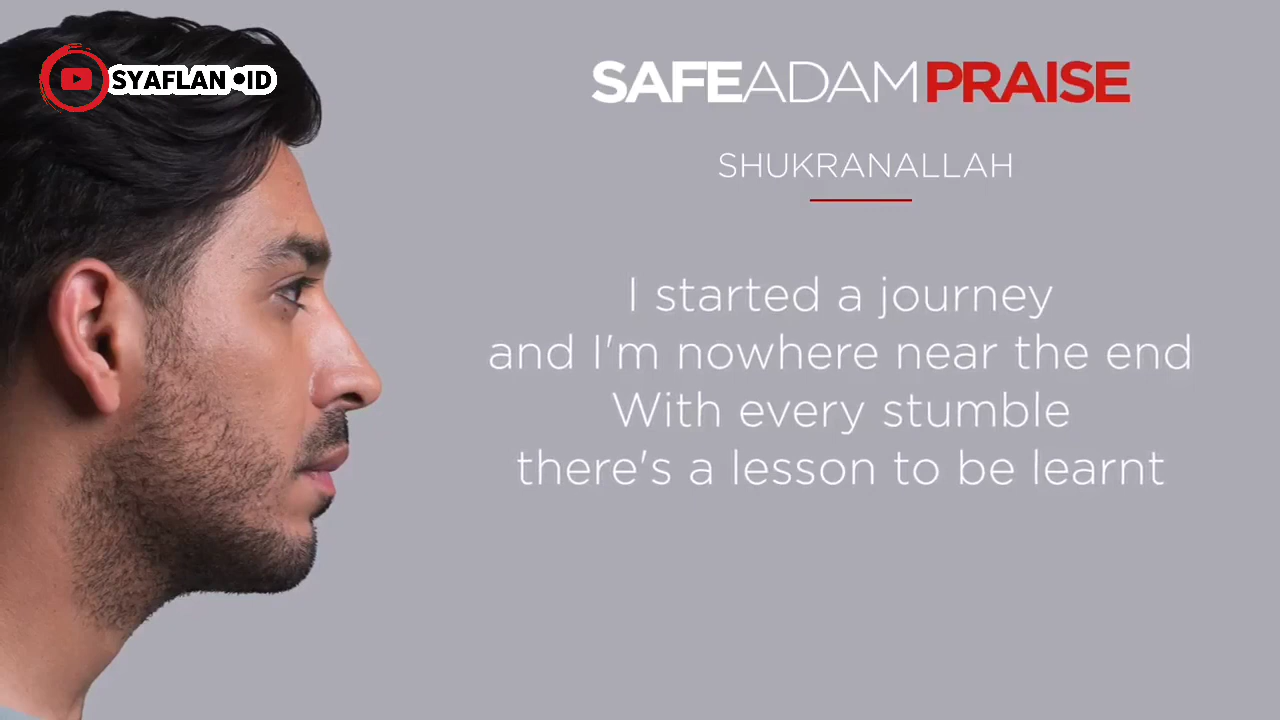 SYAFLAN ID
SAFEADAMPRAISE
SHUKRANALLAH
I started a journey
and I'm nowhere near the end
With every stumble
there's a lesson to be learnt